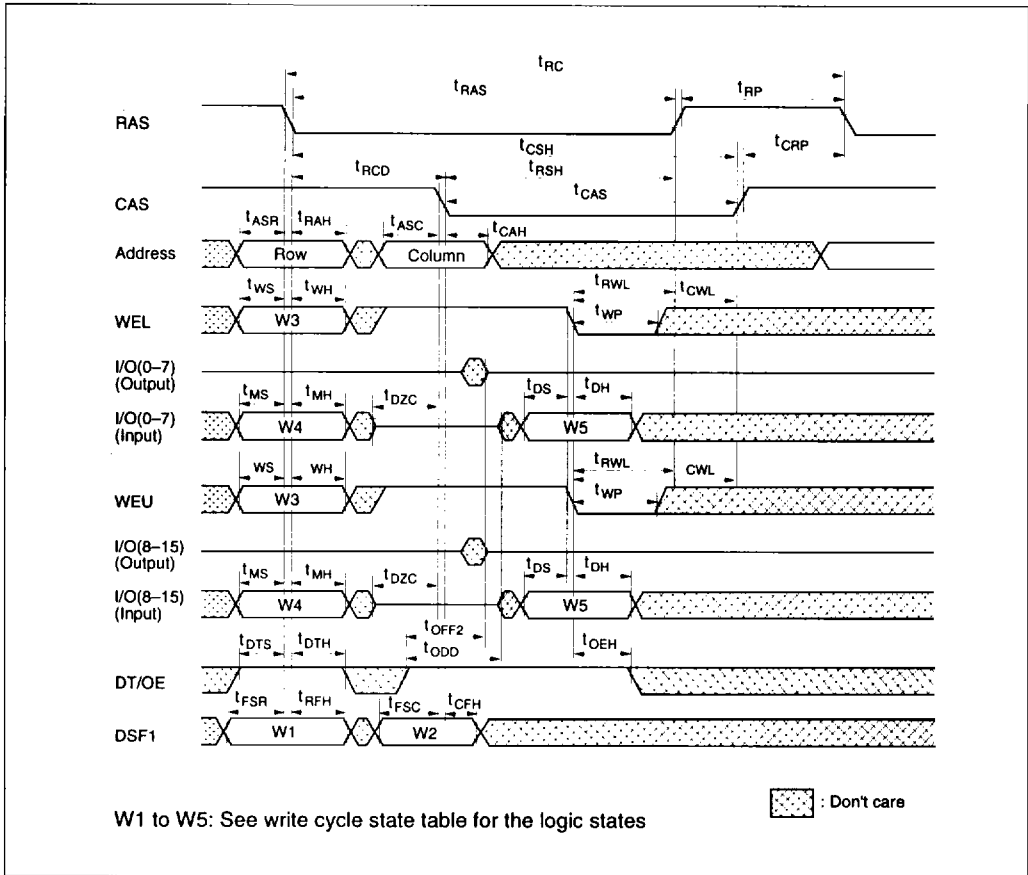 tRC
tRAS
tRP
RAS
tCSH
tCRP
tRCD
tRSH
tCAS
CAS
tASR
tRAH
tASC
tCAH
Address
Row
Column
tWS
tWH
tRWL
tCWL
tWP
WEL
W3
I/O(0–7)
(Output)
tMS
tMH
tDZC
tDS
tDH
I/O(0–7)
(Input)
W4
W5
WS
WH
tRWL
CWL
tWP
WEU
W3
I/O(8–15)
(Output)
tMS
tMH
tDZC
tDS
tDH
I/O(8–15)
(Input)
W4
W5
tOFF2
tDTS
tDTH
tODD
tOEH
DT/OE
tFSR
tRFH
tFSC
tCFH
DSF1
W1
W2
: Don't care
W1 to W5: See write cycle state table for the logic states